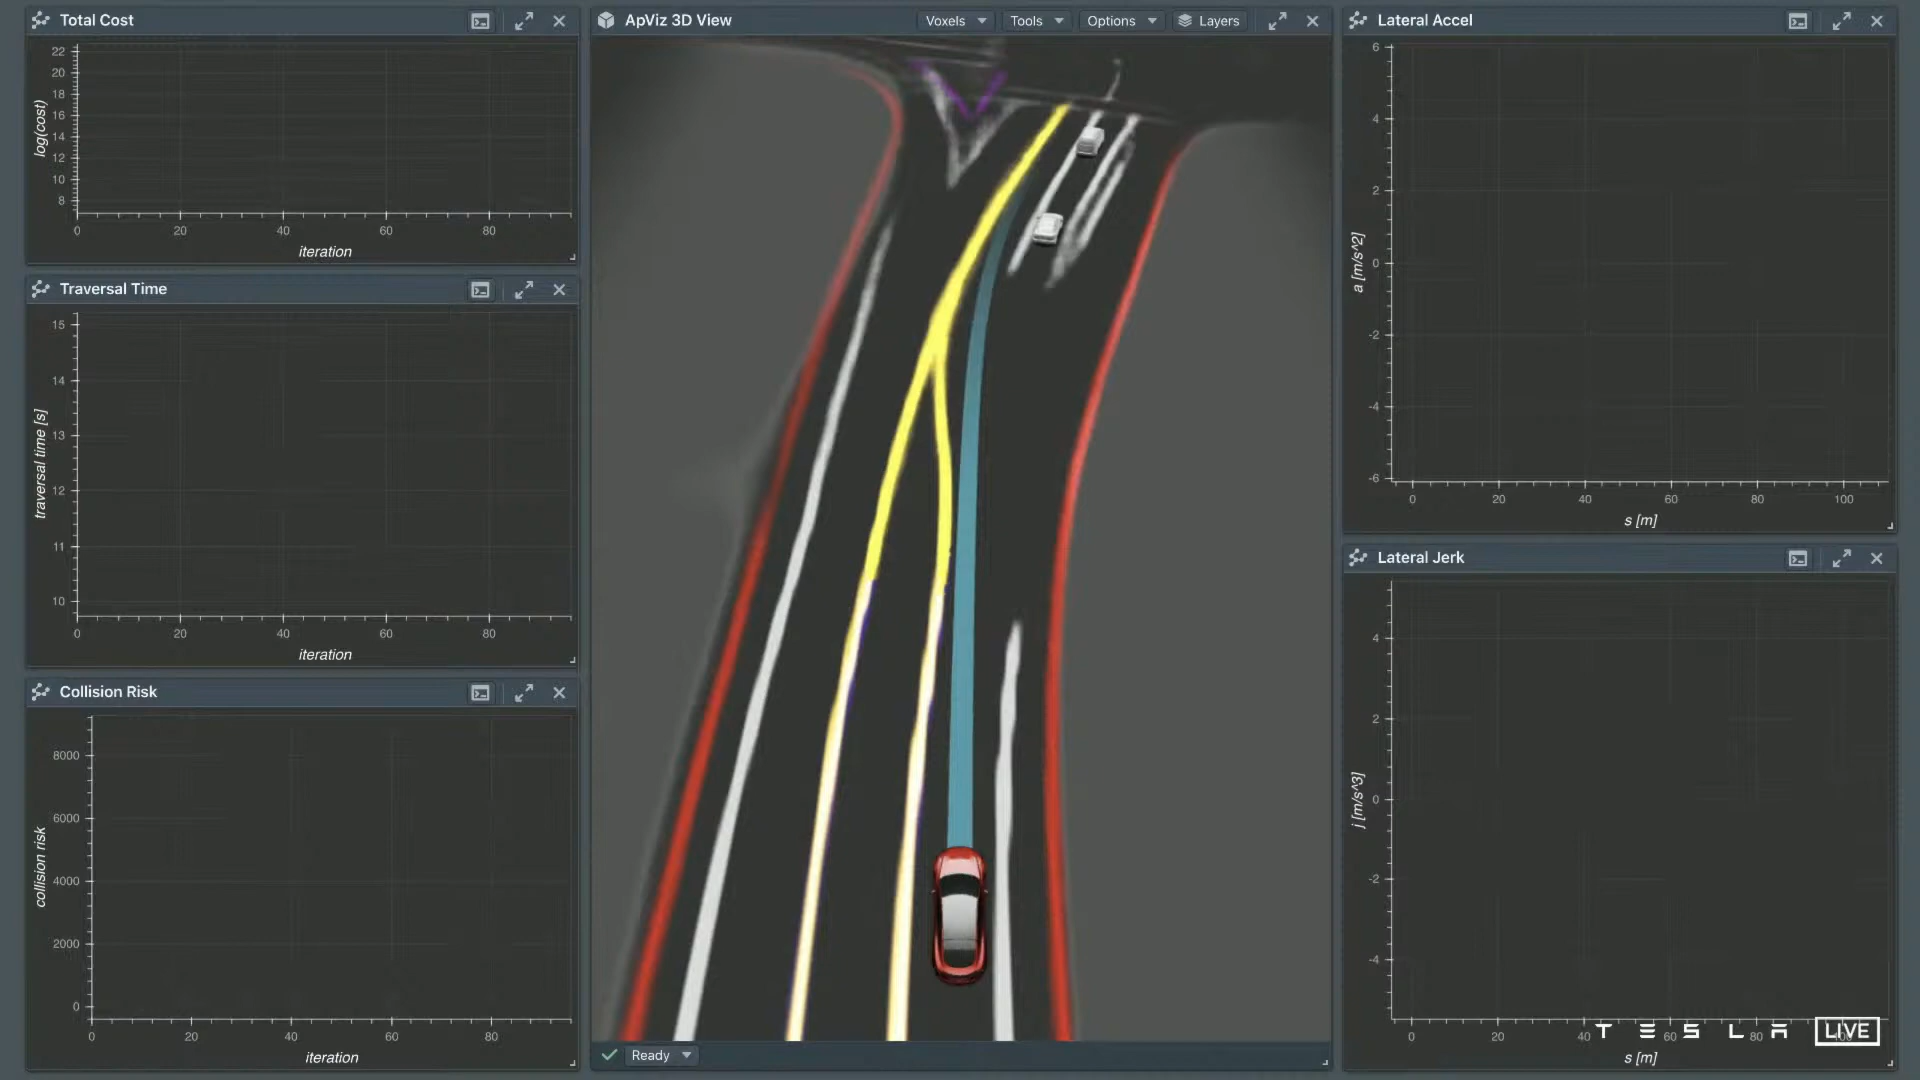 Total Cost
22
20
18
16
14
12
10
8
log(cost)
0 20 40 60 80
iteration
Traversal Time
15
14
13
12
11
10
traversal time [s]
0 20 40 60 80
iteration
Collision Risk
8000
6000
4000
2000
0
collision risk
0 20 40 60 80
iteration
ApViz 3D View
Voxels Tools Options Layers
Ready
Lateral Accel
6
4
2
0
-2
-4
-6
a [m/s^2]
0 20 40 60 80 100
s [m]
Lateral Jerk
4
2
0
-2
-4
j [m/s^3]
0 20 40 60 80 100
s [m]
TESLA LIVE